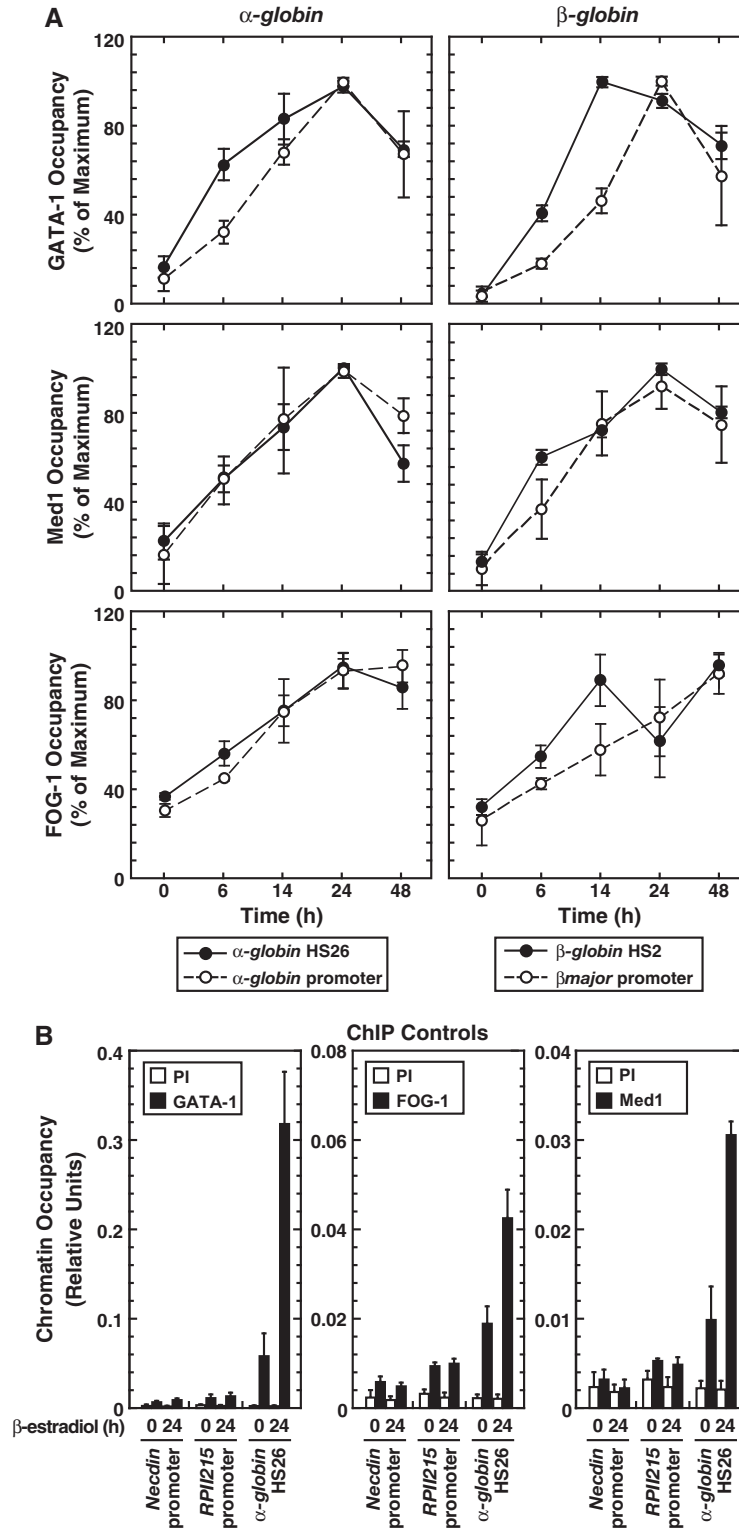 A
α-globin
β-globin
GATA-1 Occupancy
(% of Maximum)
120
80
40
0
Med1 Occupancy
(% of Maximum)
120
80
40
0
FOG-1 Occupancy
(% of Maximum)
120
80
40
0
0 6 14 24 48
0 6 14 24 48
Time (h)
Time (h)
α-globin HS26
α-globin promoter
β-globin HS2
βmajor promoter
B
ChIP Controls
Chromatin Occupancy
(Relative Units)
0.4
0.3
0.2
0.1
0
PI
GATA-1
0.08
0.06
0.04
0.02
0
PI
FOG-1
0.04
0.03
0.02
0.01
0
PI
Med1
β-estradiol (h)
0 24 0 24 0 24
0 24 0 24 0 24
0 24 0 24 0 24
Necdin
promoter
RPII215
promoter
α-globin
HS26
Necdin
promoter
RPII215
promoter
α-globin
HS26
Necdin
promoter
RPII215
promoter
α-globin
HS26